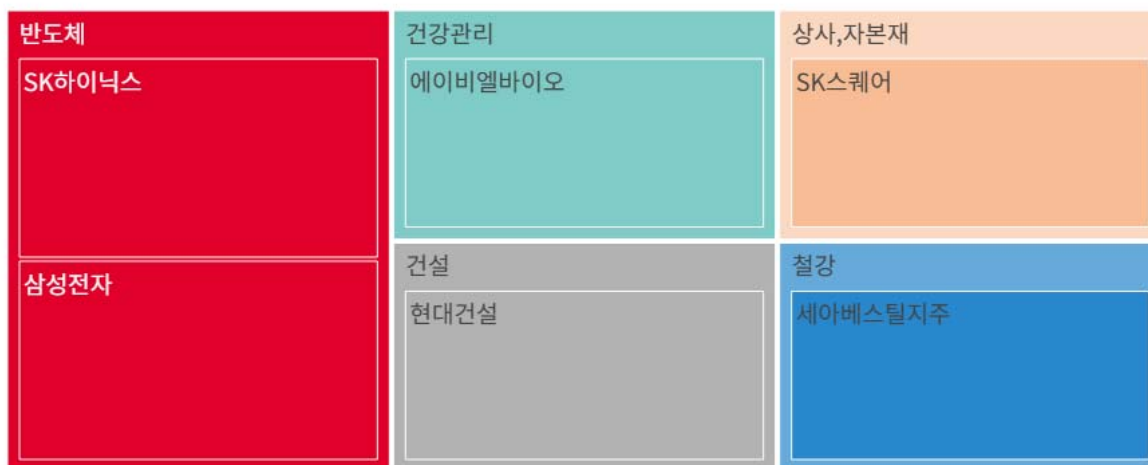 반도체
SK하이닉스
삼성전자
건강관리
에이비엘바이오
건설
현대건설
상사,자본재
SK스퀘어
철강
세아베스틸지주